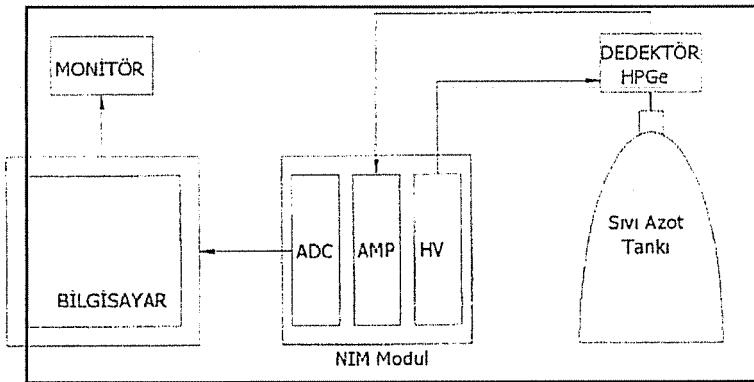 MONİTÖR
DEDEKTÖR
HPGe
ADC
AMP
HV
Sıvı Azot
Tankı
BİLGİSAYAR
NIM Modul